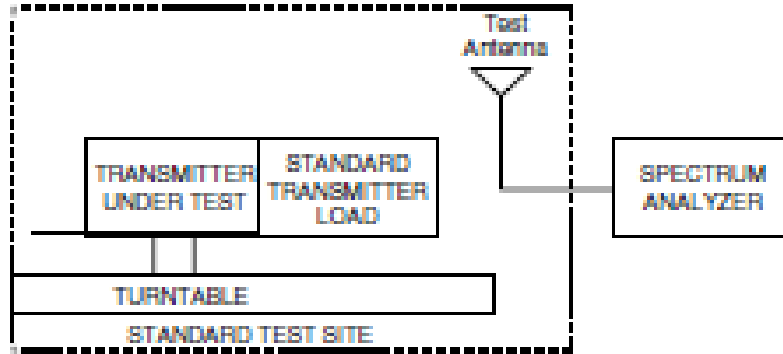 Test
Antenna
TRANSMITTER
UNDER TEST
STANDARD
TRANSMITTER
LOAD
SPECTRUM
ANALYZER
TURNTABLE
STANDARD TEST SITE